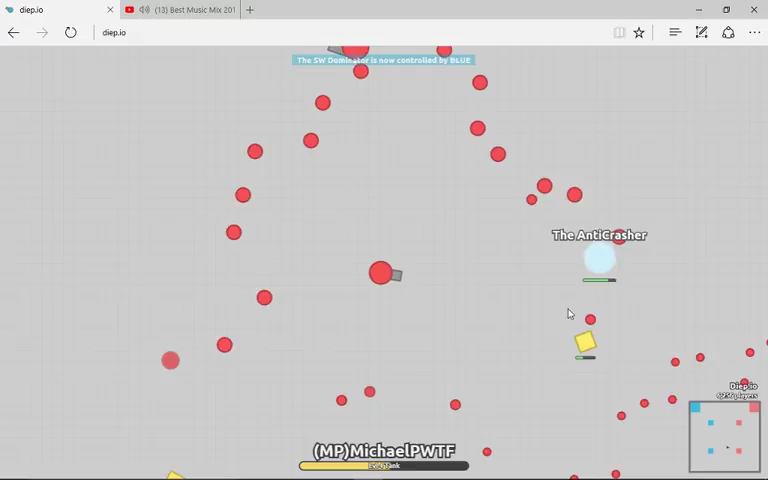 diep.io
(13) Best Music Mix 201
diep.io
The SW Dominator is now controlled by BLUE
The AntiCrasher
Diep.io
(MP)MichaelPWTF